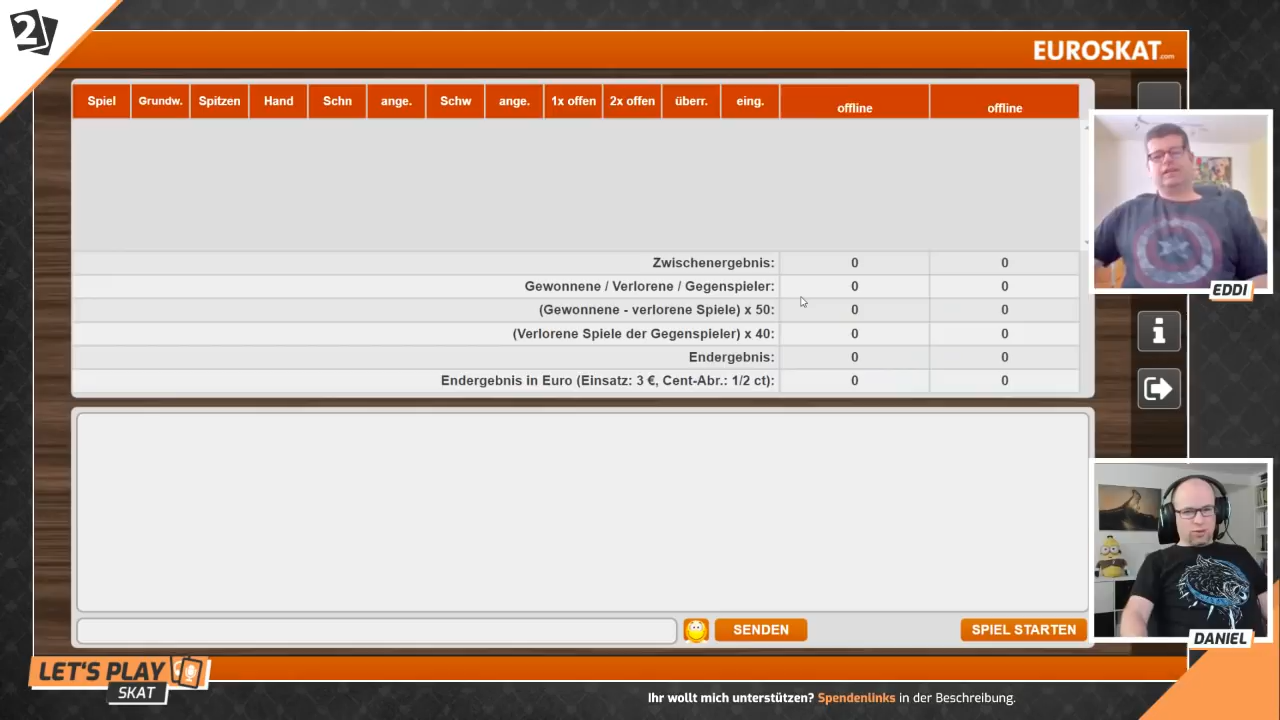 2
EUROSKAT.com
Spiel Grundw. Spitzen Hand Schn ange. Schw ange. 1x offen 2x offen überr. eing. offline offline
Zwischenergebnis: 0 0
Gewonnene / Verlorene / Gegenspieler: 0 0
(Gewonnene - verlorene Spiele) x 50: 0 0
(Verlorene Spiele der Gegenspieler) x 40: 0 0
Endergebnis: 0 0
Endergebnis in Euro (Einsatz: 3 €, Cent-Abr.: 1/2 ct): 0 0
EDDI
i
SENDEN
SPIEL STARTEN
DANIEL
LET'S PLAY
SKAT
Ihr wollt mich unterstützen? Spendenlinks in der Beschreibung.